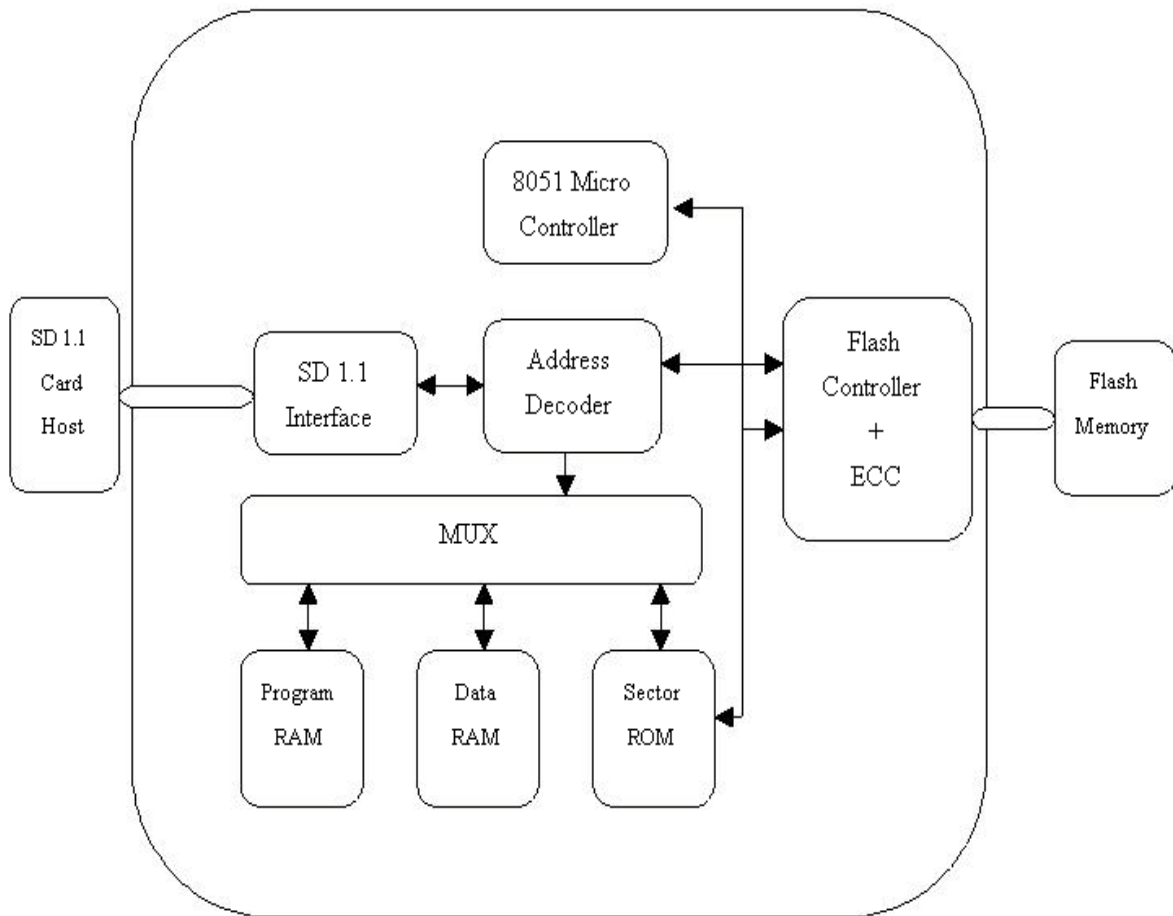 8051 Micro
Controller
SD 1.1
Card
Host
SD 1.1
Interface
Address
Decoder
Flash
Controller
+
ECC
Flash
Memory
MUX
Program
RAM
Data
RAM
Sector
ROM